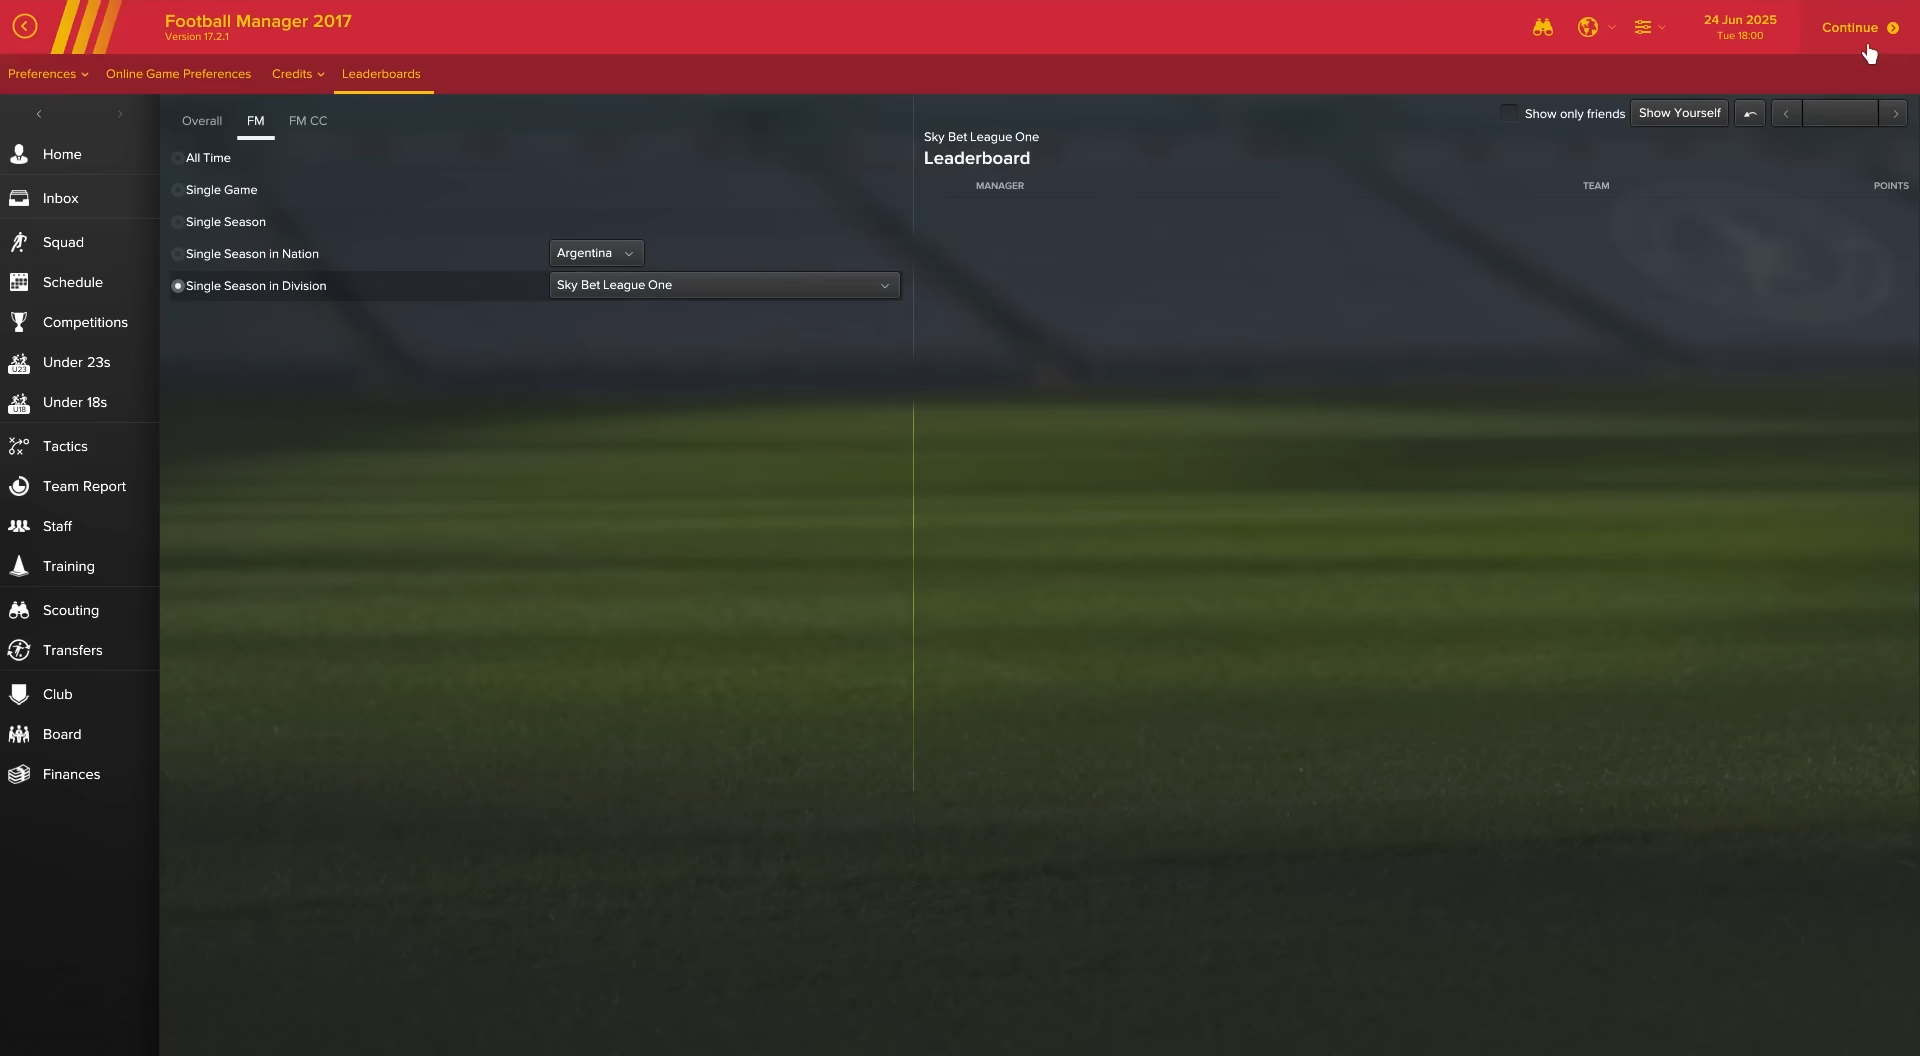 Football Manager 2017
Version 17.2.1
24 Jun 2025
Tue 18:00
Continue
Preferences
Online Game Preferences
Credits
Leaderboards
Home
Inbox
Squad
Schedule
Competitions
U23
Under 23s
U18
Under 18s
Tactics
Team Report
Staff
Training
Scouting
Transfers
Club
Board
Finances
Overall
FM
FM CC
All Time
Single Game
Single Season
Single Season in Nation
Argentina
Single Season in Division
Sky Bet League One
Show only friends
Show Yourself
Sky Bet League One
Leaderboard
MANAGER
TEAM
POINTS